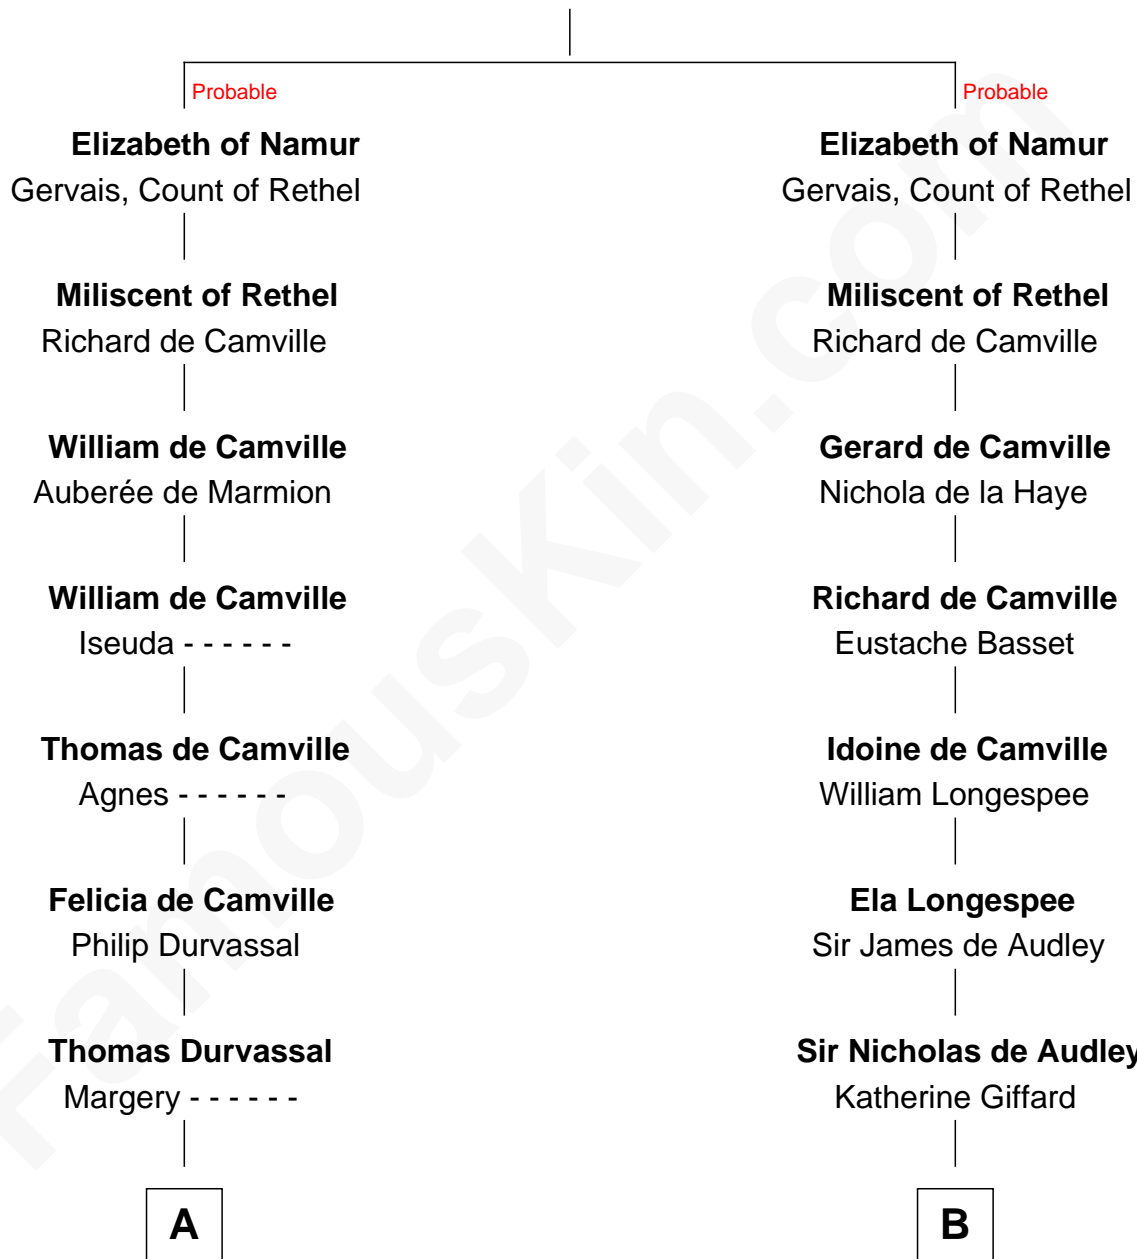 Probable
Elizabeth of Namur
Gervais, Count of Rethel
Miliscent of Rethel
Richard de Camville
William de Camville
Auberée de Marmion
William de Camville
Iseuda - - - - - -
Thomas de Camville
Agnes - - - - - -
Felicia de Camville
Philip Durvassal
Thomas Durvassal
Margery - - - - - -
A
Probable
Elizabeth of Namur
Gervais, Count of Rethel
Miliscent of Rethel
Richard de Camville
Gerard de Camville
Nichola de la Haye
Richard de Camville
Eustache Basset
Idoine de Camville
William Longespee
Ela Longespee
Sir James de Audley
Sir Nicholas de Audley
Katherine Giffard
B
FamousKin.com